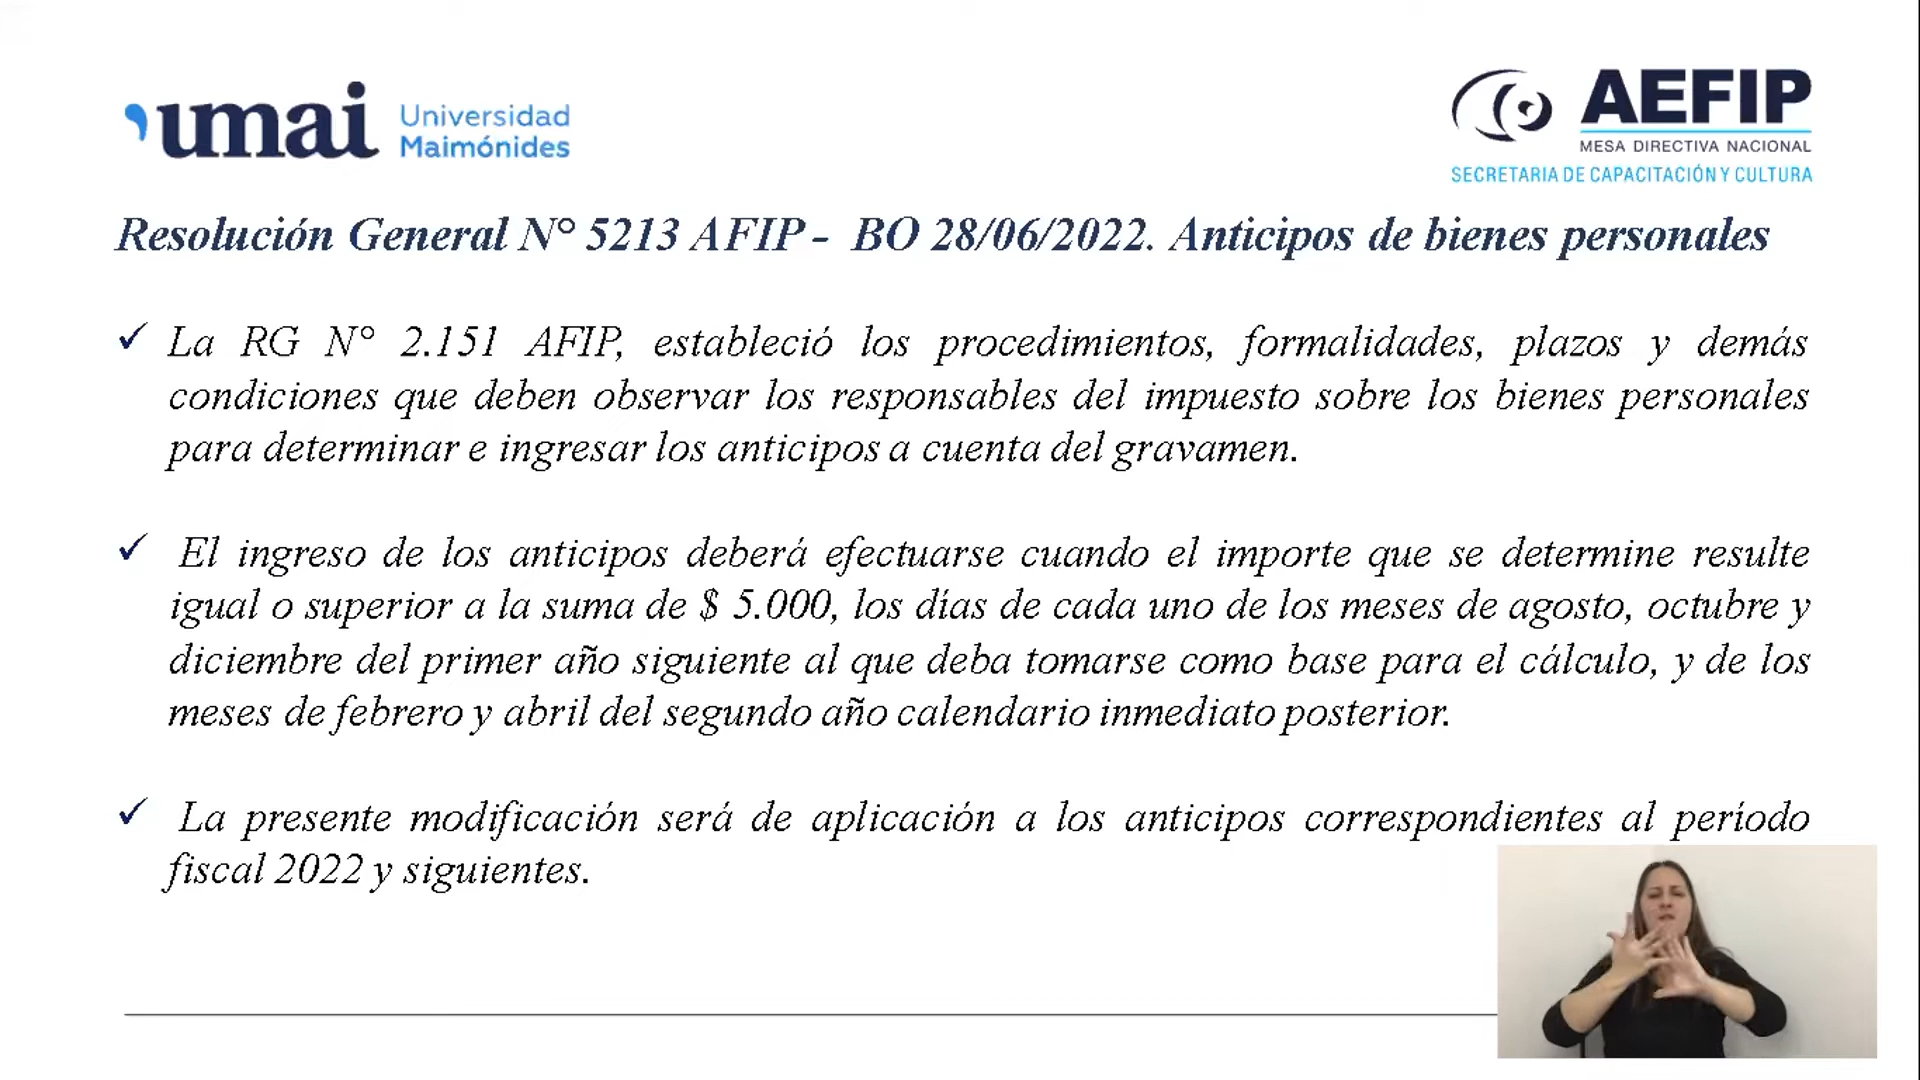 umai Universidad Maimónides
AEFIP
MESA DIRECTIVA NACIONAL
SECRETARIA DE CAPACITACIÓN Y CULTURA
Resolución General N° 5213 AFIP - BO 28/06/2022. Anticipos de bienes personales
✓ La RG N° 2.151 AFIP, estableció los procedimientos, formalidades, plazos y demás
condiciones que deben observar los responsables del impuesto sobre los bienes personales
para determinar e ingresar los anticipos a cuenta del gravamen.
✓ El ingreso de los anticipos deberá efectuarse cuando el importe que se determine resulte
igual o superior a la suma de $ 5.000, los días de cada uno de los meses de agosto, octubre y
diciembre del primer año siguiente al que deba tomarse como base para el cálculo, y de los
meses de febrero y abril del segundo año calendario inmediato posterior.
✓ La presente modificación será de aplicación a los anticipos correspondientes al período
fiscal 2022 y siguientes.